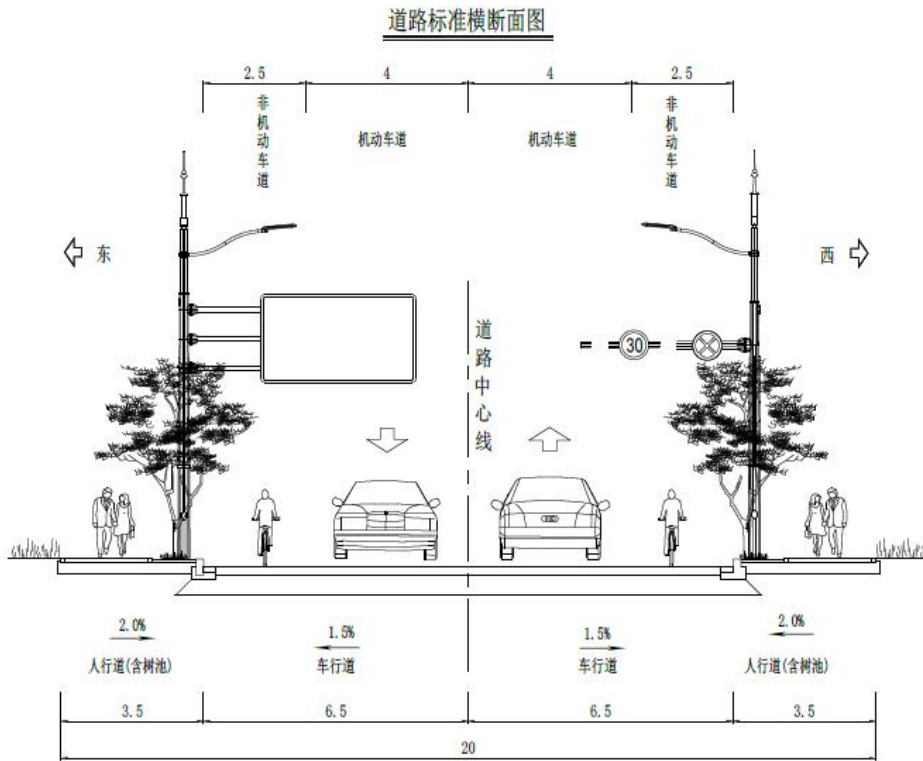 道路标准横断面图
2.5
4
4
2.5
非机动车道
机动车道
机动车道
非机动车道
东
西
道路中心线
30
2.0%
1.5%
1.5%
2.0%
人行道(含树池)
车行道
车行道
人行道(含树池)
3.5
6.5
6.5
3.5
20